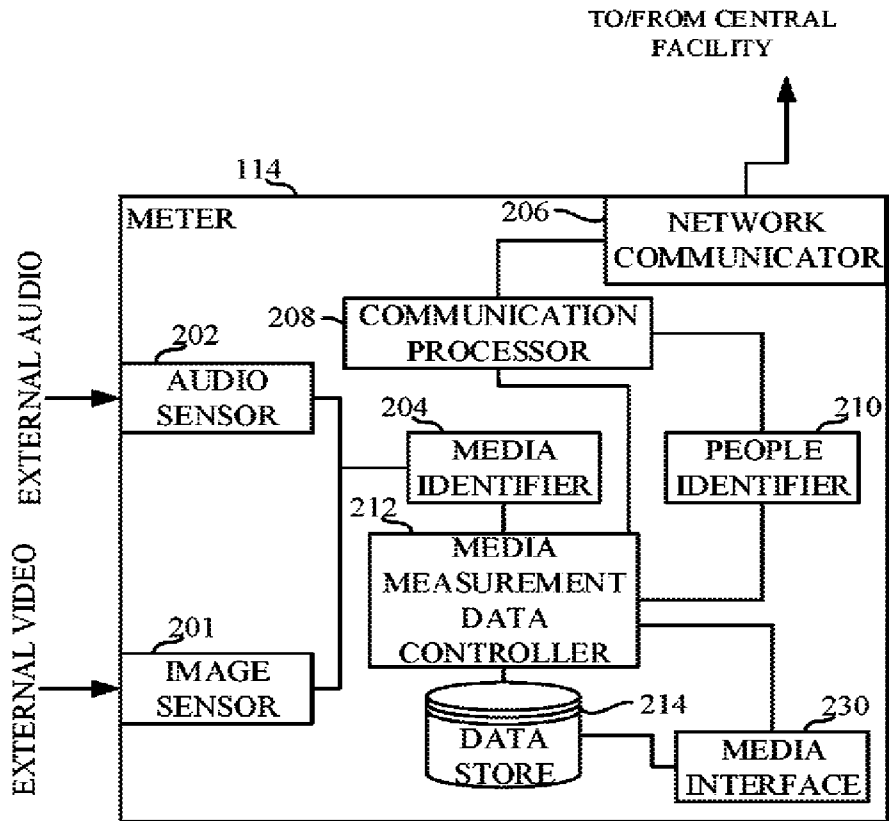 TO/FROM CENTRAL
FACILITY
114
METER
206
NETWORK
COMMUNICATOR
208
COMMUNICATION
PROCESSOR
EXTERNAL AUDIO
202
AUDIO
SENSOR
204
MEDIA
IDENTIFIER
210
PEOPLE
IDENTIFIER
212
MEDIA
MEASUREMENT
DATA
CONTROLLER
EXTERNAL VIDEO
201
IMAGE
SENSOR
214
DATA
STORE
230
MEDIA
INTERFACE